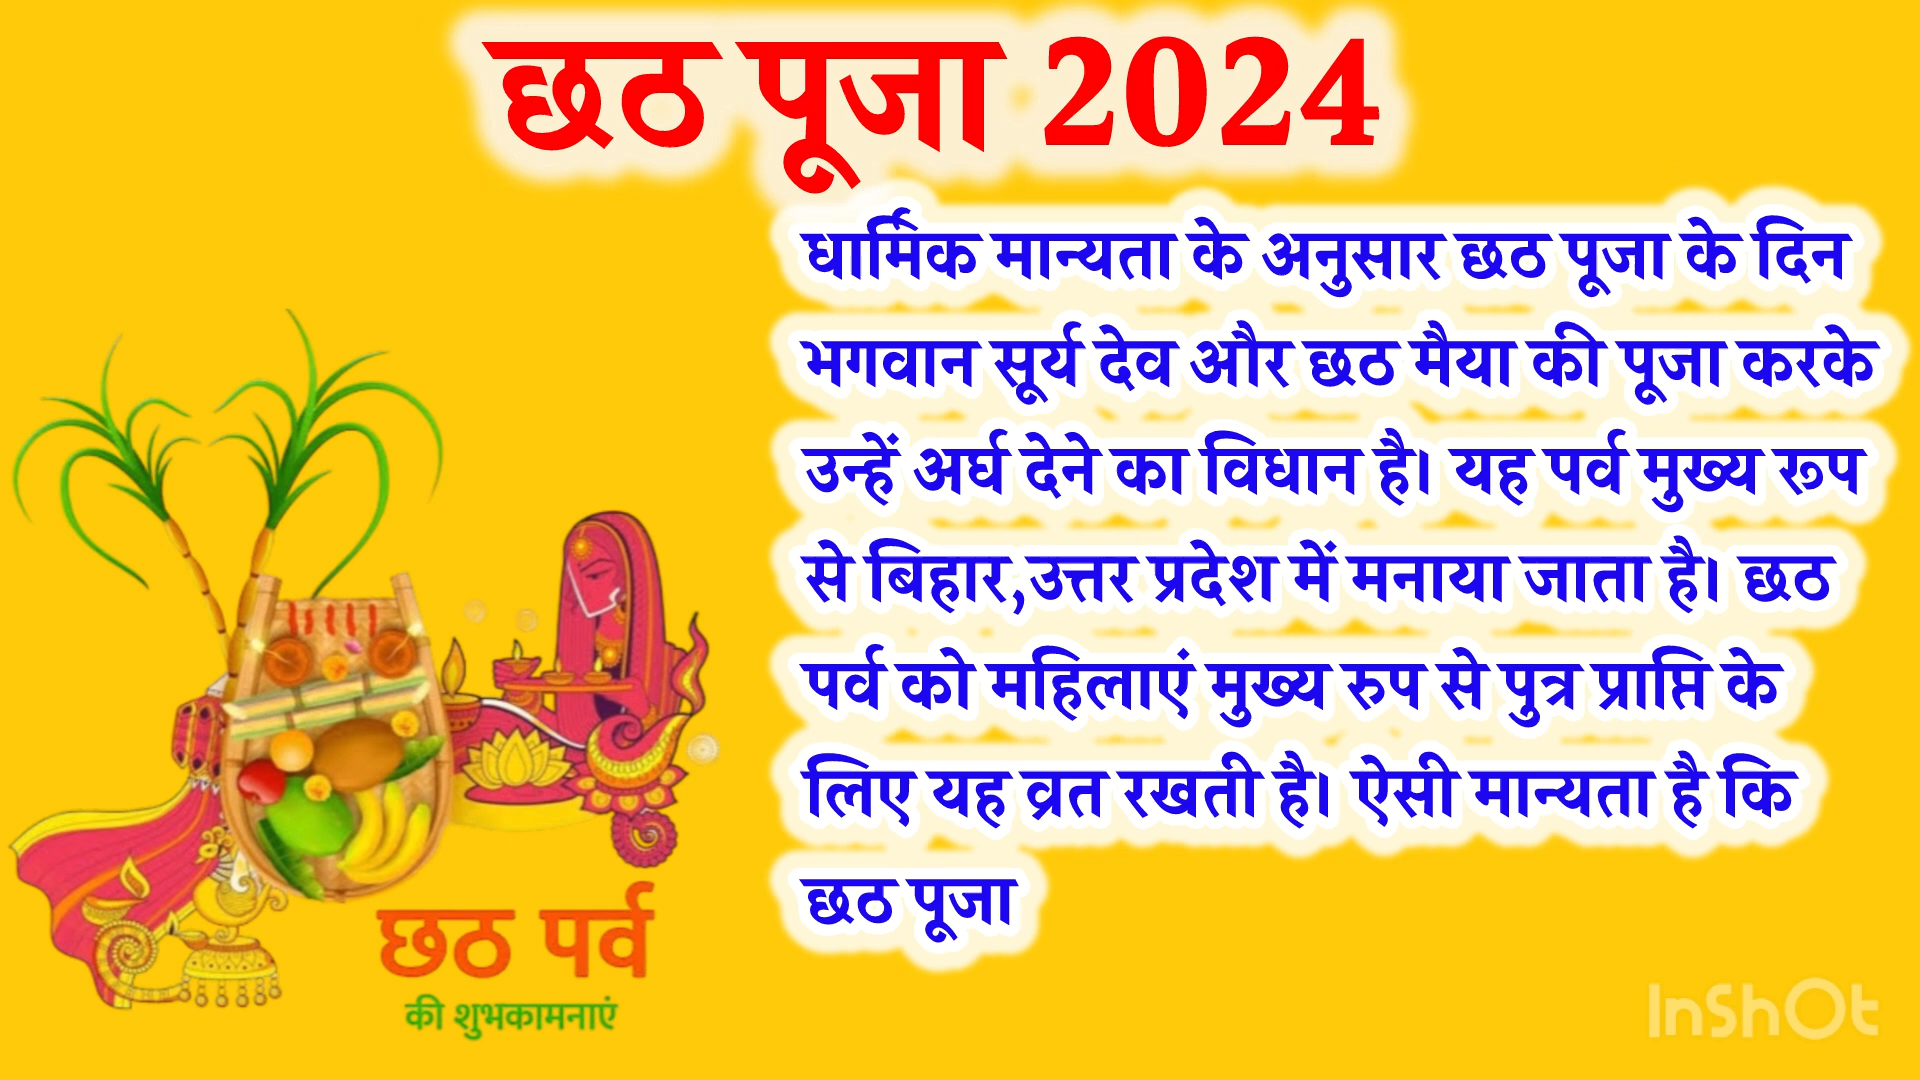 छठ पूजा 2024
धार्मिक मान्यता के अनुसार छठ पूजा के दिन
भगवान सूर्य देव और छठ मैया की पूजा करके
उन्हें अर्घ देने का विधान है। यह पर्व मुख्य रूप
से बिहार,उत्तर प्रदेश में मनाया जाता है। छठ
पर्व को महिलाएं मुख्य रुप से पुत्र प्राप्ति के
लिए यह व्रत रखती है। ऐसी मान्यता है कि
छठ पूजा
छठ पर्व
की शुभकामनाएं
InShOt